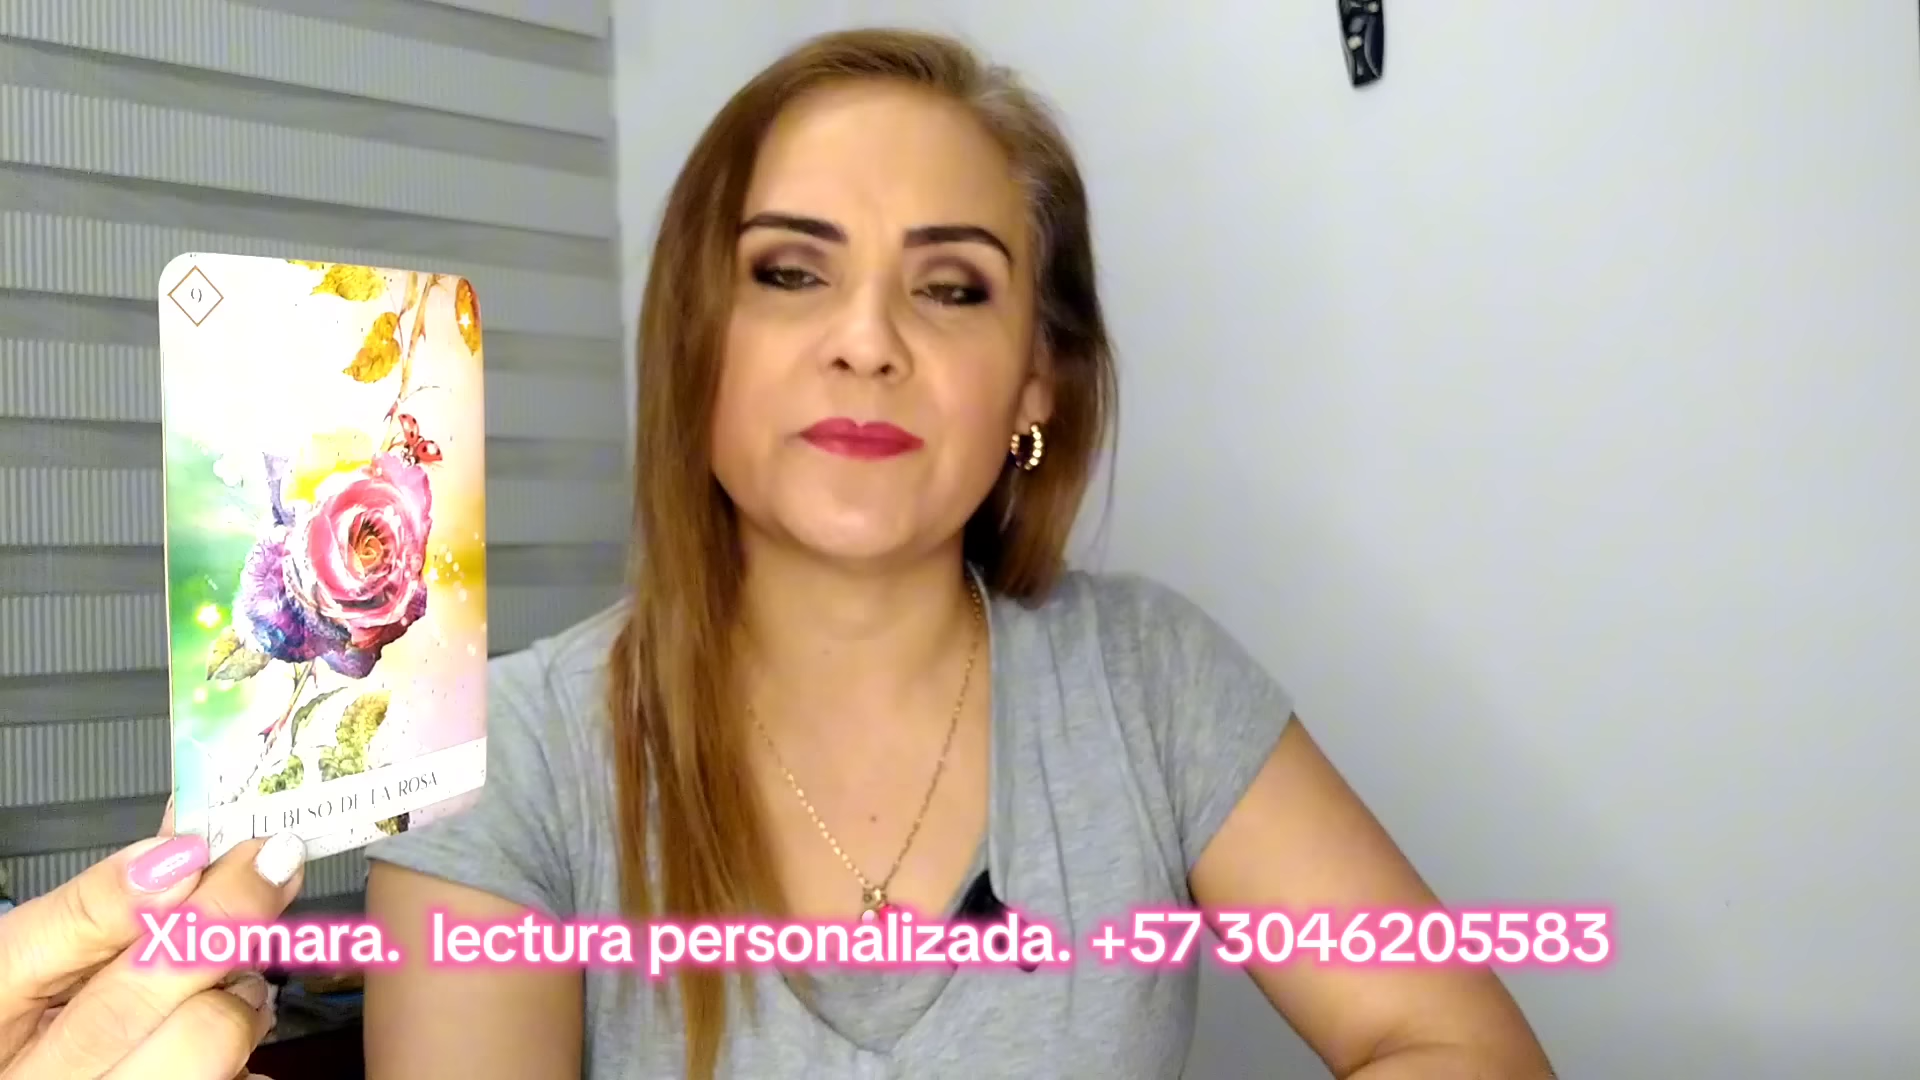 9
EL BESO DE LA ROSA
Xiomara. lectura personalizada. +57 3046205583